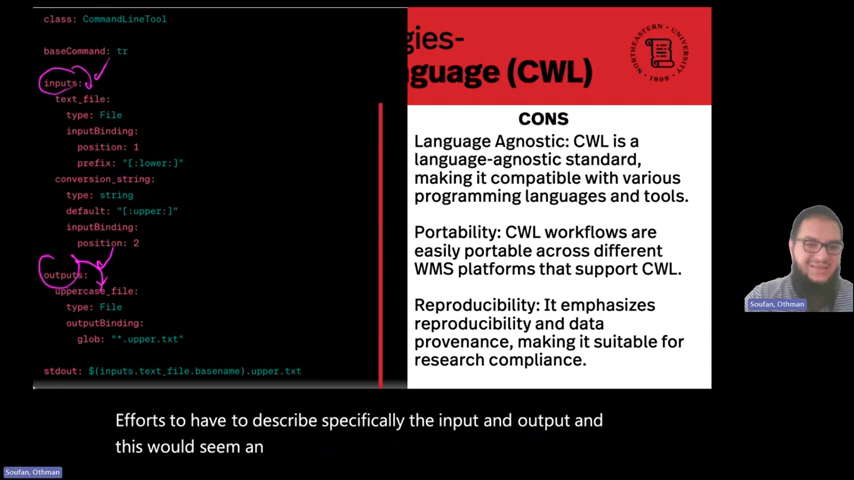 class: CommandLineTool
baseCommand: tr
inputs:
text_file:
type: File
inputBinding:
position: 1
prefix: "[:lower:]"
conversion_string:
type: string
default: "[:upper:]"
inputBinding:
position: 2
outputs:
uppercase_file:
type: File
outputBinding:
glob: "*.upper.txt"
stdout: $(inputs.text_file.basename).upper.txt
gies-
nguage (CWL)
NORTHEASTERN UNIVERSITY
1898
CONS
Language Agnostic: CWL is a
language-agnostic standard,
making it compatible with various
programming languages and tools.
Portability: CWL workflows are
easily portable across different
WMS platforms that support CWL.
Reproducibility: It emphasizes
reproducibility and data
provenance, making it suitable for
research compliance.
Soufan, Othman
Efforts to have to describe specifically the input and output and
this would seem an
Soufan, Othman